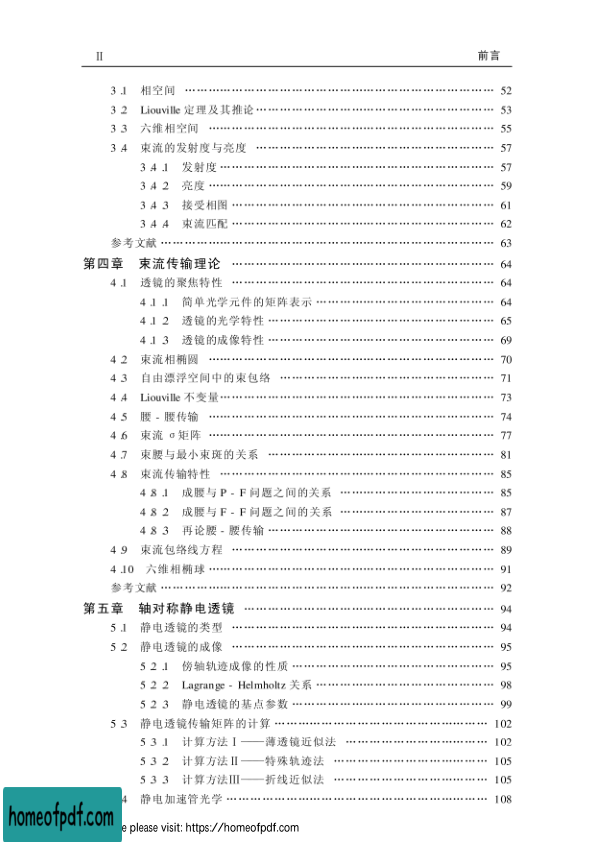 Ⅱ 前言
3.1 相空间 …… 52
3.2 Liouville 定理及其推论 …… 53
3.3 六维相空间 …… 55
3.4 束流的发射度与亮度 …… 57
3.4.1 发射度 …… 57
3.4.2 亮度 …… 59
3.4.3 接受相图 …… 61
3.4.4 束流匹配 …… 62
参考文献 …… 63
第四章 束流传输理论 …… 64
4.1 透镜的聚焦特性 …… 64
4.1.1 简单光学元件的矩阵表示 …… 64
4.1.2 透镜的光学特性 …… 65
4.1.3 透镜的成像特性 …… 69
4.2 束流相椭圆 …… 70
4.3 自由漂浮空间中的束包络 …… 71
4.4 Liouville 不变量 …… 73
4.5 腰-腰传输 …… 74
4.6 束流 σ矩阵 …… 77
4.7 束腰与最小束斑的关系 …… 81
4.8 束流传输特性 …… 85
4.8.1 成腰与 P-F 问题之间的关系 …… 85
4.8.2 成腰与 F-F 问题之间的关系 …… 87
4.8.3 再论腰-腰传输 …… 88
4.9 束流包络线方程 …… 89
4.10 六维相椭球 …… 91
参考文献 …… 92
第五章 轴对称静电透镜 …… 94
5.1 静电透镜的类型 …… 94
5.2 静电透镜的成像 …… 95
5.2.1 傍轴轨迹成像的性质 …… 95
5.2.2 Lagrange-Helmholtz 关系 …… 98
5.2.3 静电透镜的基点参数 …… 99
5.3 静电透镜传输矩阵的计算 …… 102
5.3.1 计算方法Ⅰ——薄透镜近似法 …… 102
5.3.2 计算方法Ⅱ——特殊轨迹法 …… 105
5.3.3 计算方法Ⅲ——折线近似法 …… 105
4 静电加速管光学 …… 108
homeofpdf.com
e please visit: https://homeofpdf.com